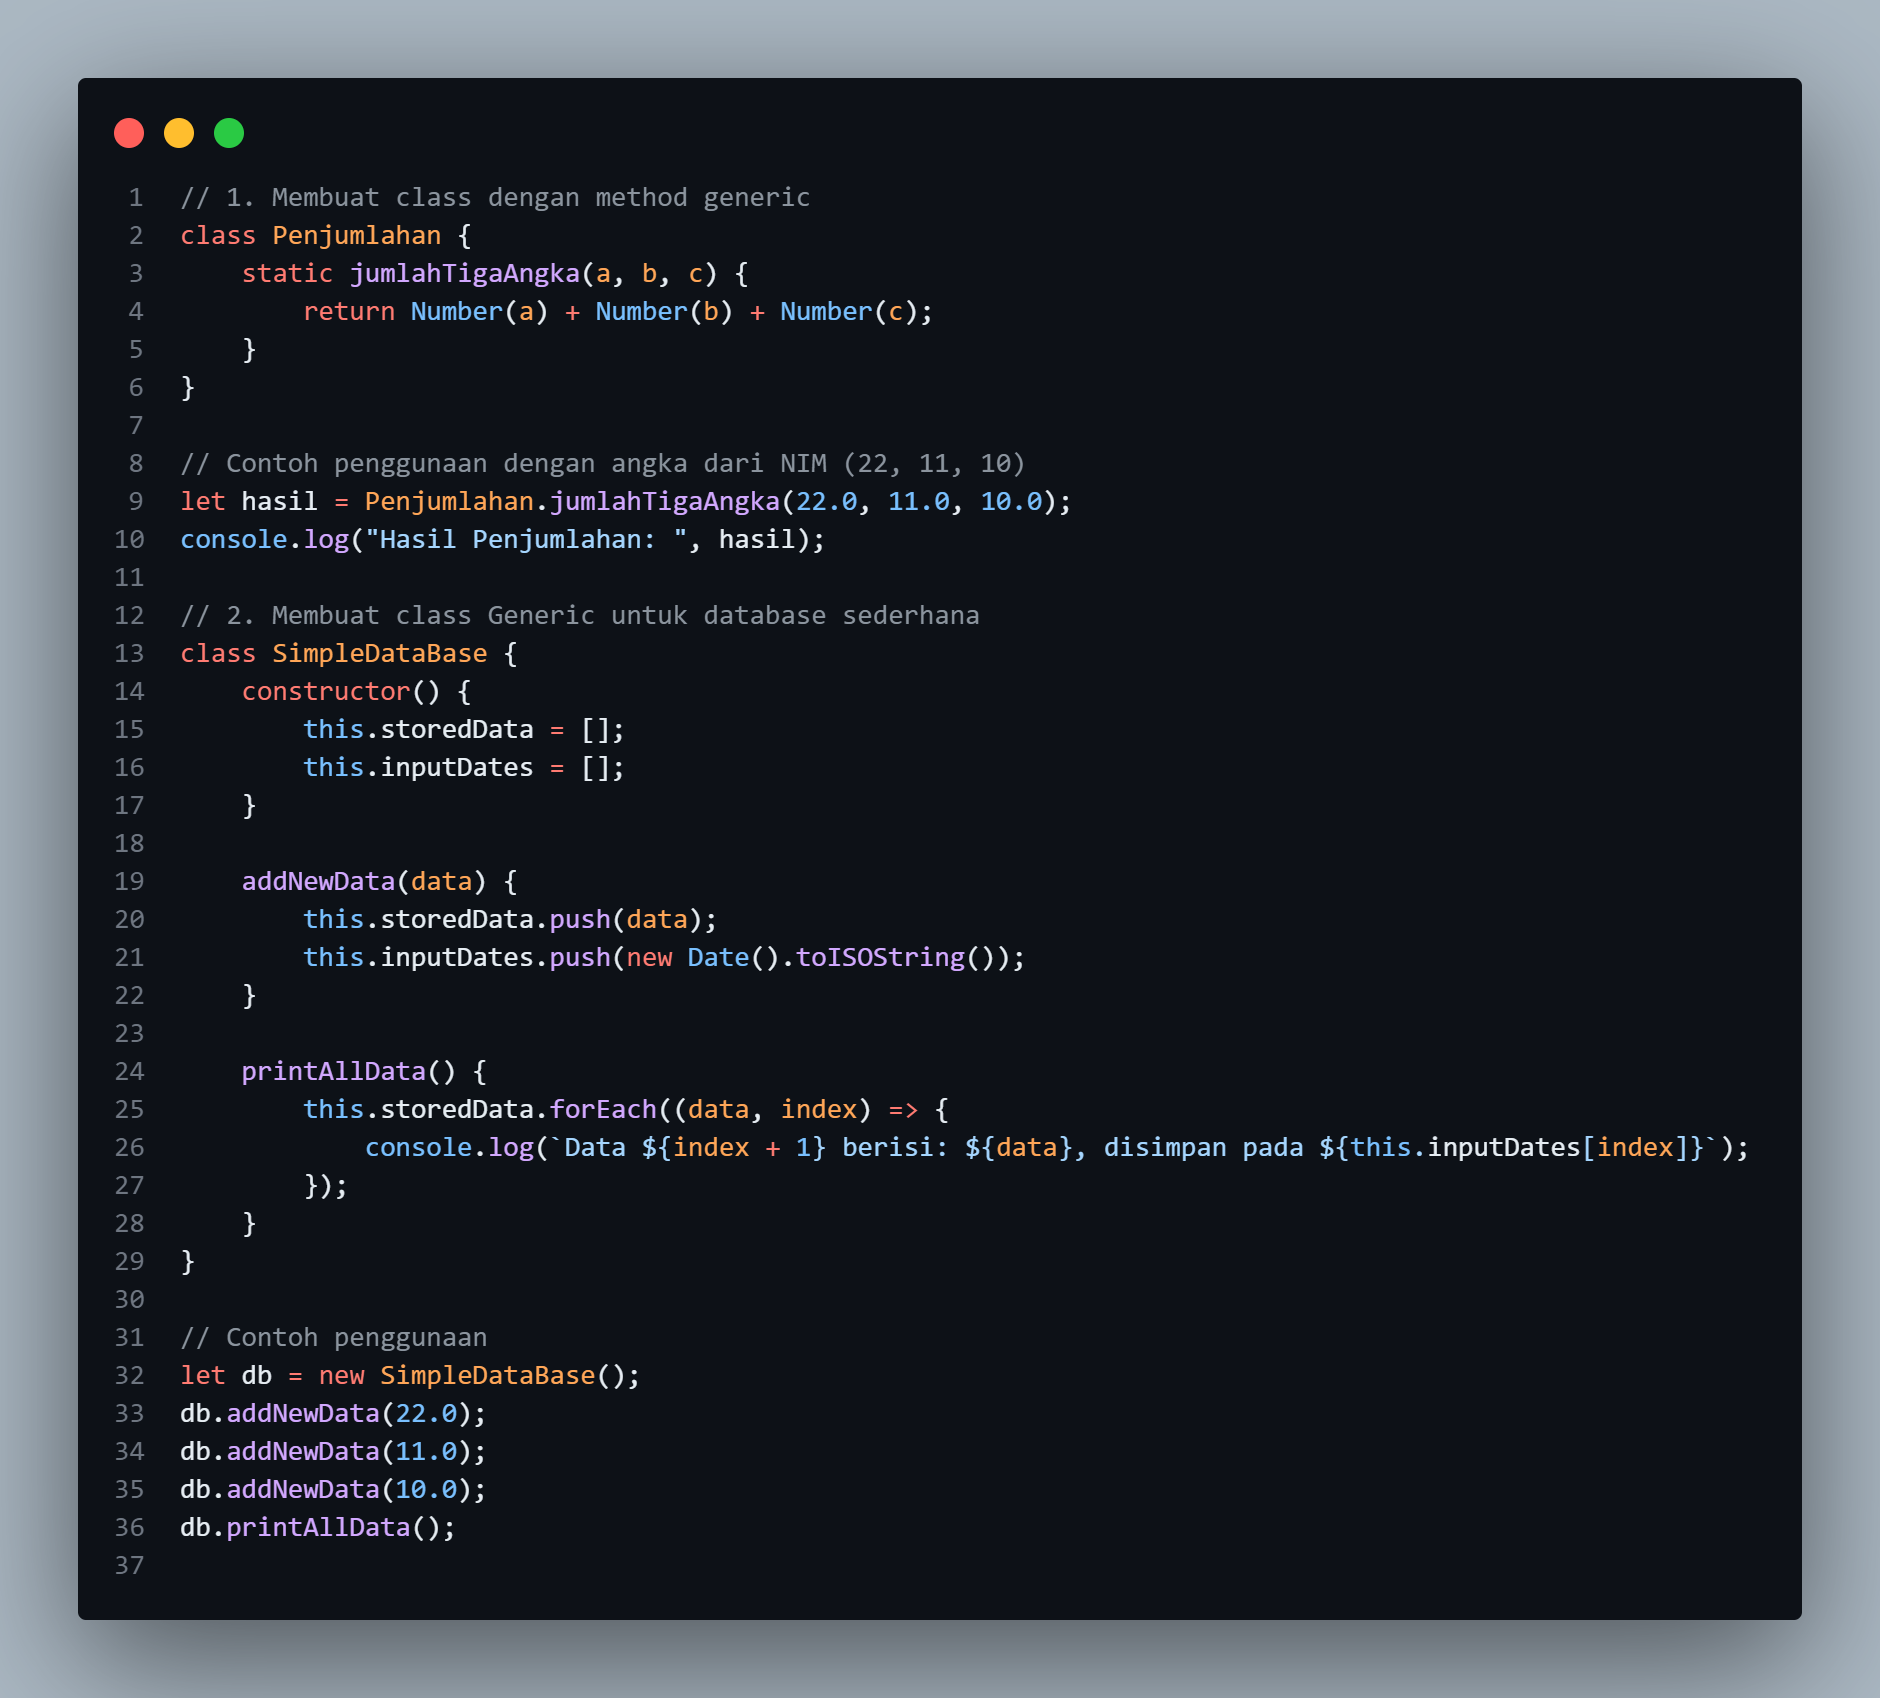 1 // 1. Membuat class dengan method generic
2 class Penjumlahan {
3     static jumlahTigaAngka(a, b, c) {
4         return Number(a) + Number(b) + Number(c);
5     }
6 }
7
8 // Contoh penggunaan dengan angka dari NIM (22, 11, 10)
9 let hasil = Penjumlahan.jumlahTigaAngka(22.0, 11.0, 10.0);
10 console.log("Hasil Penjumlahan: ", hasil);
11
12 // 2. Membuat class Generic untuk database sederhana
13 class SimpleDataBase {
14     constructor() {
15         this.storedData = [];
16         this.inputDates = [];
17     }
18
19     addNewData(data) {
20         this.storedData.push(data);
21         this.inputDates.push(new Date().toISOString());
22     }
23
24     printAllData() {
25         this.storedData.forEach((data, index) => {
26             console.log(`Data ${index + 1} berisi: ${data}, disimpan pada ${this.inputDates[index]}`);
27         });
28     }
29 }
30
31 // Contoh penggunaan
32 let db = new SimpleDataBase();
33 db.addNewData(22.0);
34 db.addNewData(11.0);
35 db.addNewData(10.0);
36 db.printAllData();
37